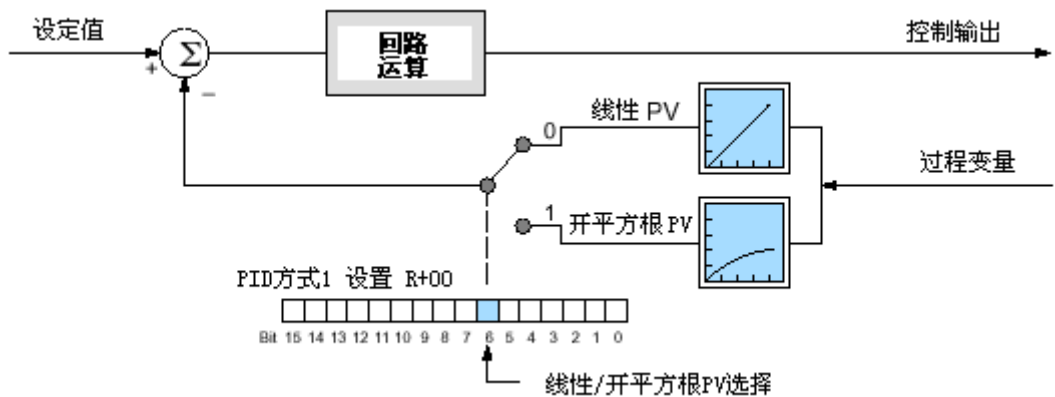 设定值
控制输出
+
Σ
−
回路
运算
0
线性 PV
过程变量
1
开平方根 PV
PID方式1 设置 R+00
Bit 15 14 13 12 11 10 9 8 7 6 5 4 3 2 1 0
线性/开平方根PV选择